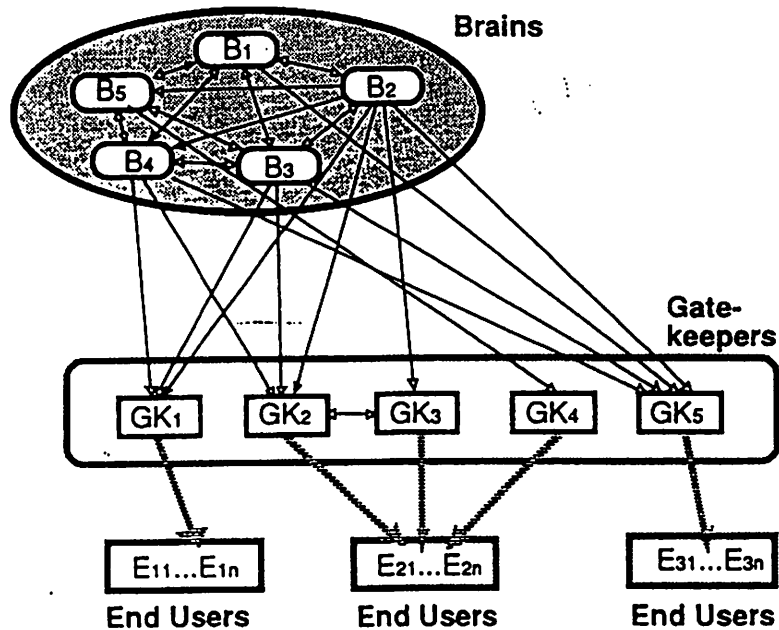 Brains
B1
B5
B2
B4
B3
Gate-
keepers
GK1
GK2
GK3
GK4
GK5
E11...E1n
E21...E2n
E31...E3n
End Users
End Users
End Users